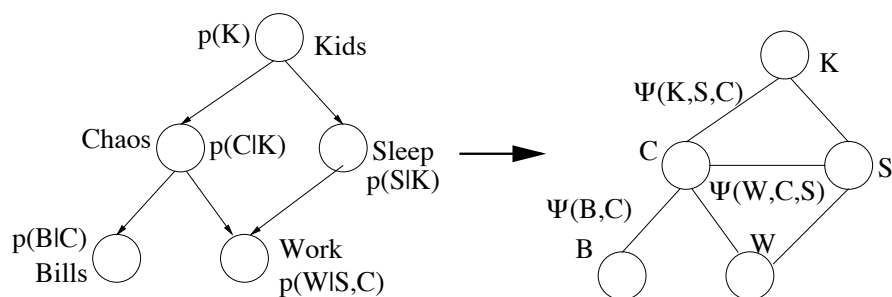 p(K)
Kids
Chaos
p(C|K)
Sleep
p(S|K)
p(B|C)
Bills
Work
p(W|S,C)
K
Ψ(K,S,C)
C
S
Ψ(W,C,S)
Ψ(B,C)
B
W